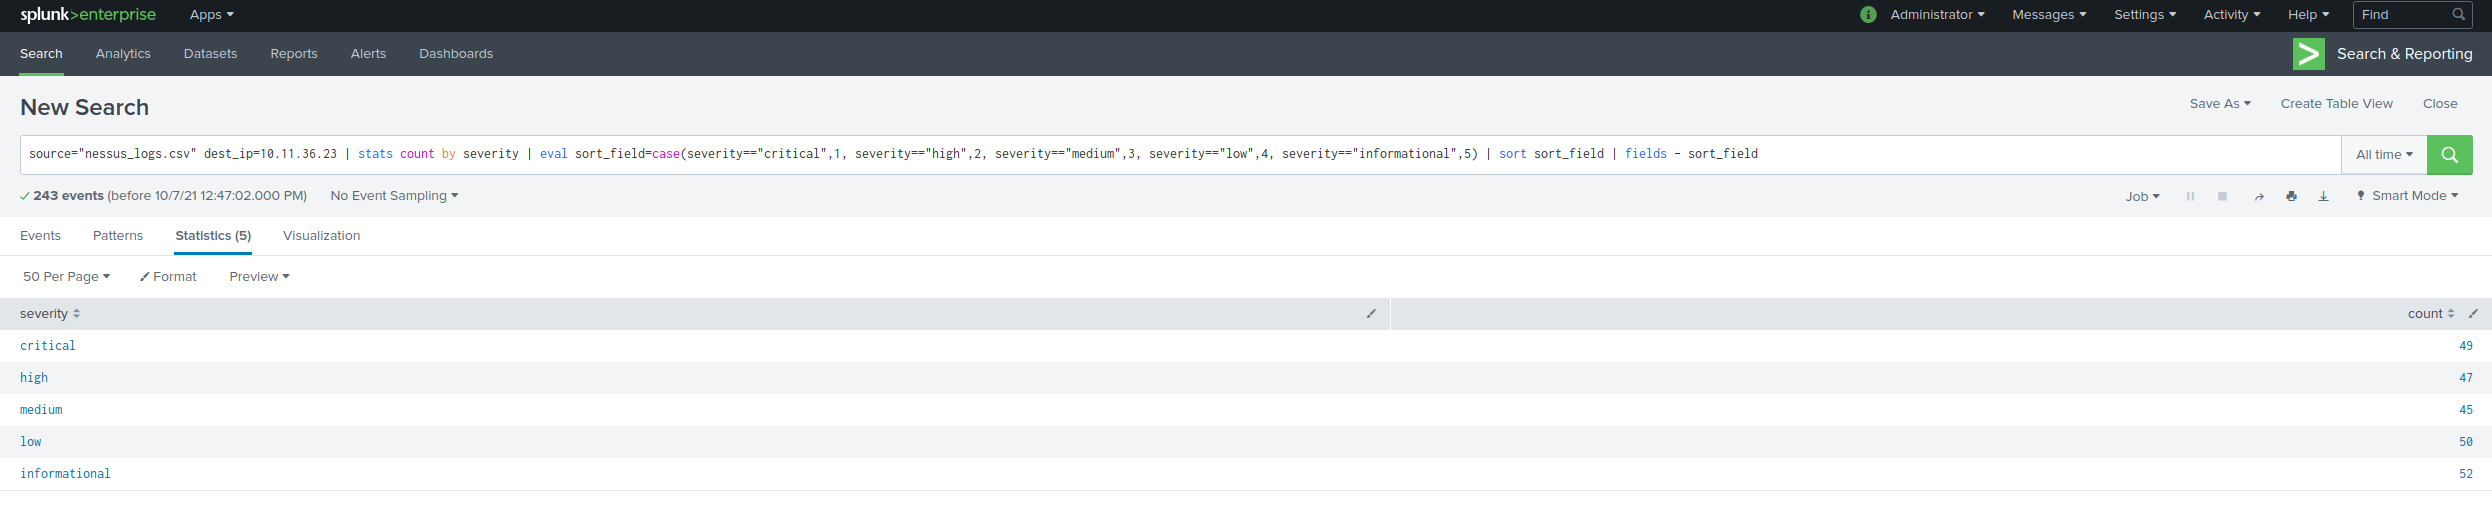 splunk>enterprise Apps Administrator Messages Settings Activity Help Find
Search Analytics Datasets Reports Alerts Dashboards Search & Reporting
New Search Save As Create Table View Close
source="nessus_logs.csv" dest_ip=10.11.36.23 | stats count by severity | eval sort_field=case(severity=="critical",1, severity=="high",2, severity=="medium",3, severity=="low",4, severity=="informational",5) | sort sort_field | fields - sort_field All time
243 events (before 10/7/21 12:47:02.000 PM) No Event Sampling Job Smart Mode
Events Patterns Statistics (5) Visualization
50 Per Page Format Preview
severity count
critical 49
high 47
medium 45
low 50
informational 52